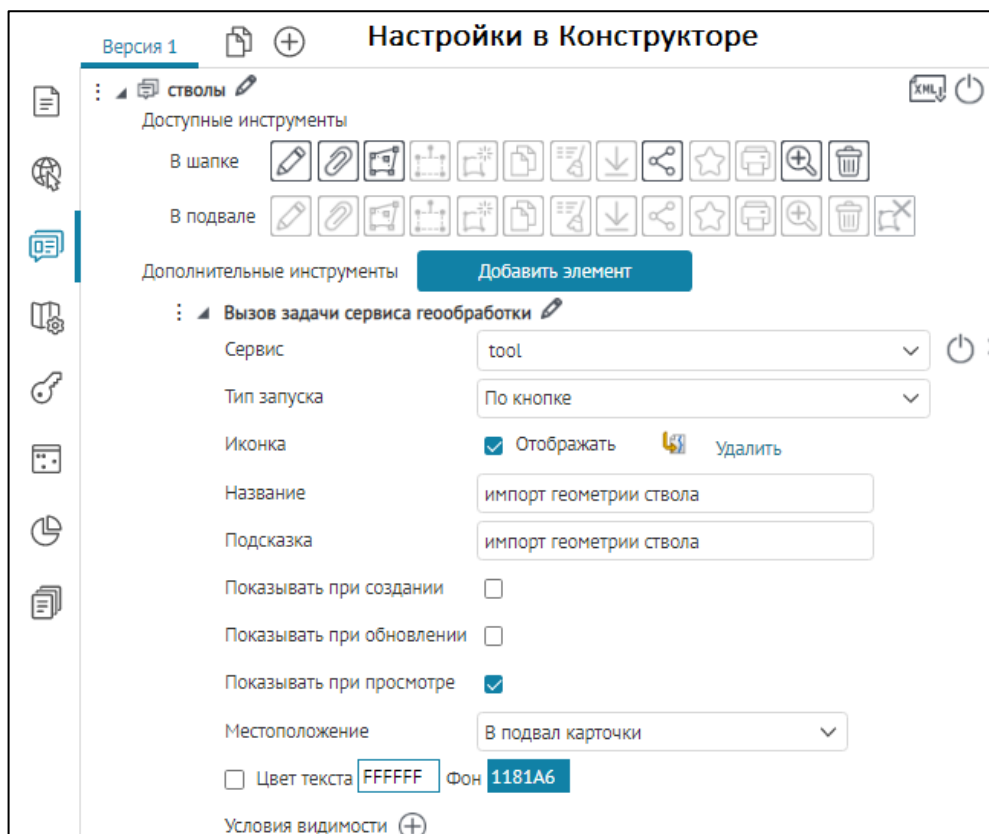 Настройки в Конструкторе
Версия 1
стволы
XML
Доступные инструменты
В шапке
В подвале
Дополнительные инструменты Добавить элемент
Вызов задачи сервиса геообработки
Сервис tool
Тип запуска По кнопке
Иконка Отображать Удалить
Название импорт геометрии ствола
Подсказка импорт геометрии ствола
Показывать при создании
Показывать при обновлении
Показывать при просмотре
Местоположение В подвал карточки
Цвет текста FFFFFF Фон 1181A6
Условия видимости